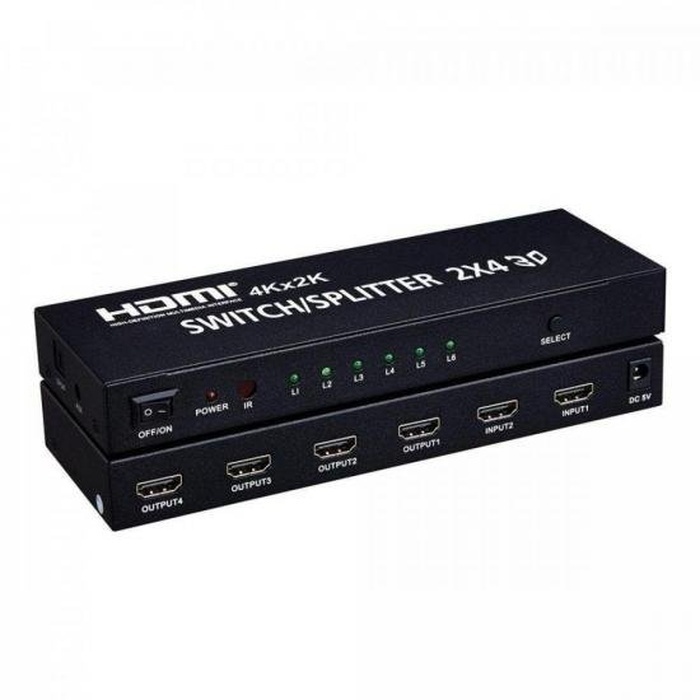 HDMI 4Kx2K
HIGH-DEFINITION MULTIMEDIA INTERFACE
SWITCH/SPLITTER 2X4 3D
SELECT
L1 L2 L3 L4 L5 L6
POWER IR
OFF/ON
DC 5V
INPUT1
INPUT2
OUTPUT1
OUTPUT2
OUTPUT3
OUTPUT4